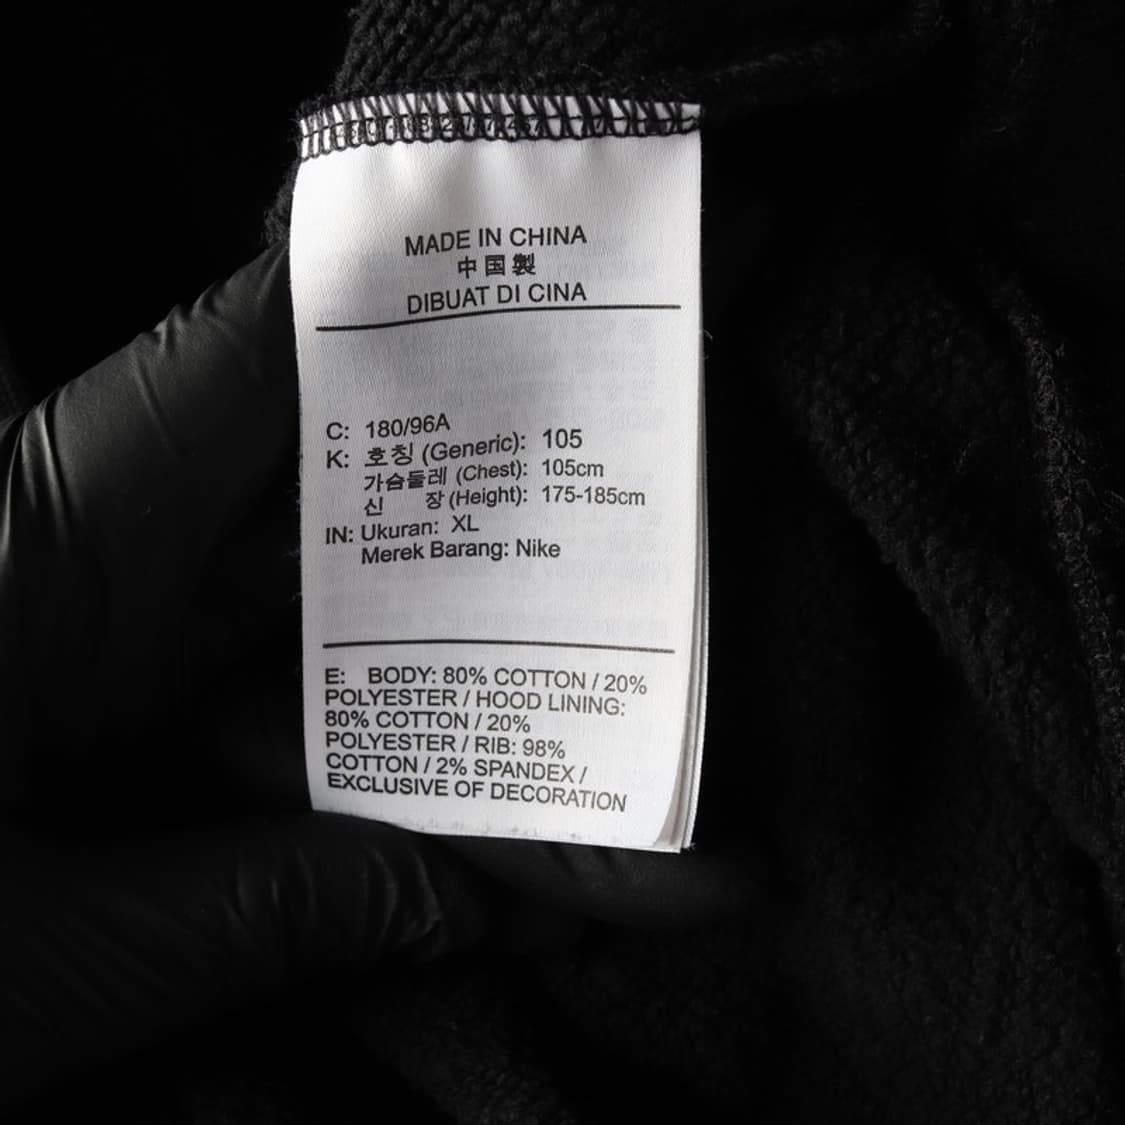 MADE IN CHINA
中国製
DIBUAT DI CINA
C: 180/96A
K: 호칭 (Generic): 105
가슴둘레 (Chest): 105cm
신 장 (Height): 175-185cm
IN: Ukuran: XL
Merek Barang: Nike
E: BODY: 80% COTTON / 20%
POLYESTER / HOOD LINING:
80% COTTON / 20%
POLYESTER / RIB: 98%
COTTON / 2% SPANDEX /
EXCLUSIVE OF DECORATION